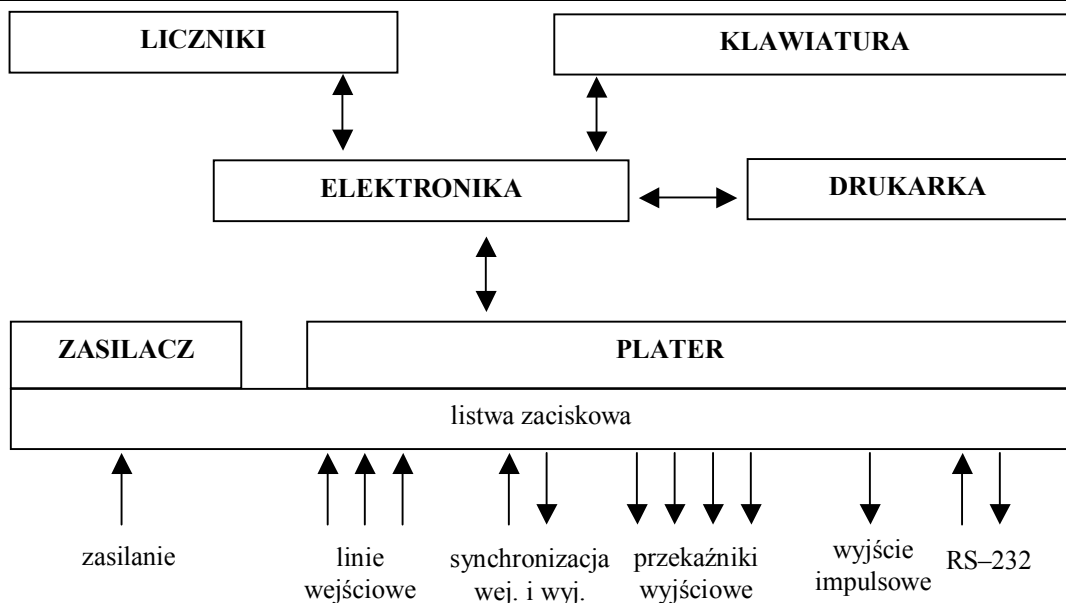 LICZNIKI
KLAWIATURA
ELEKTRONIKA
DRUKARKA
ZASILACZ
PLATER
listwa zaciskowa
zasilanie
linie
wejściowe
synchronizacja
wej. i wyj.
przekaźniki
wyjściowe
wyjście
impulsowe
RS–232